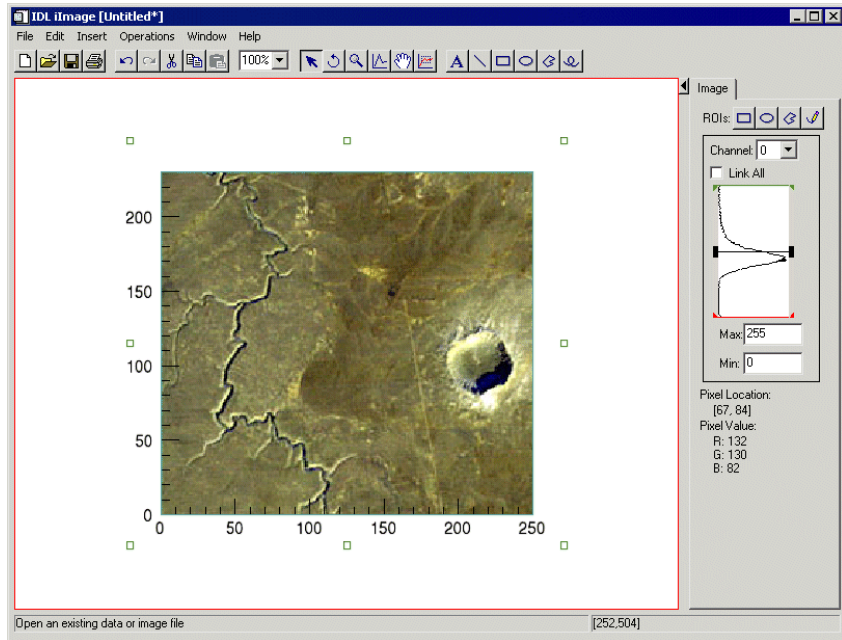 IDL iImage [Untitled*]
File Edit Insert Operations Window Help
100%
A
Image
ROIs:
Channel: 0
Link All
Max: 255
Min: 0
Pixel Location:
[67, 84]
Pixel Value:
R: 132
G: 130
B: 82
200
150
100
50
0
0 50 100 150 200 250
Open an existing data or image file [252,504]